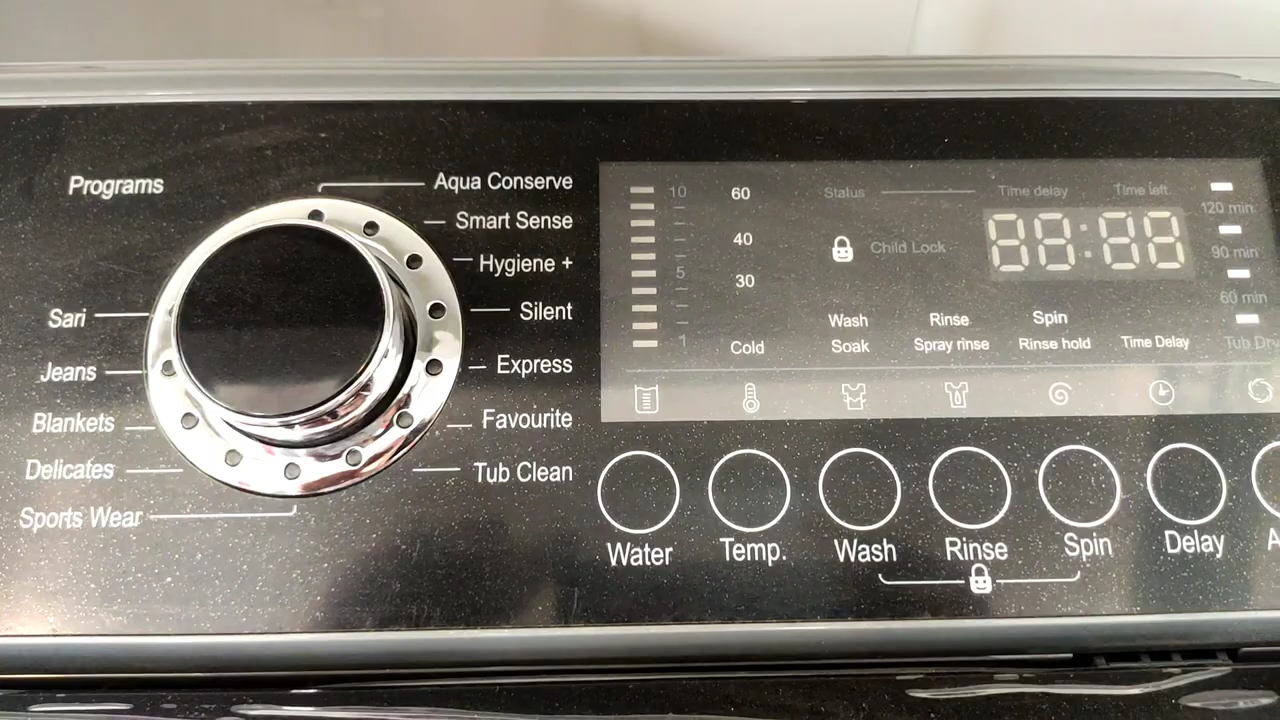 Programs
Aqua Conserve
Smart Sense
Hygiene +
Silent
Express
Favourite
Tub Clean
Sari
Jeans
Blankets
Delicates
Sports Wear
10
5
1
60
40
30
Cold
Status
Time delay
Time left
Child Lock
88:88
120 min
90 min
60 min
Wash
Soak
Rinse
Spray rinse
Spin
Rinse hold
Time Delay
Tub Dry
Water
Temp.
Wash
Rinse
Spin
Delay